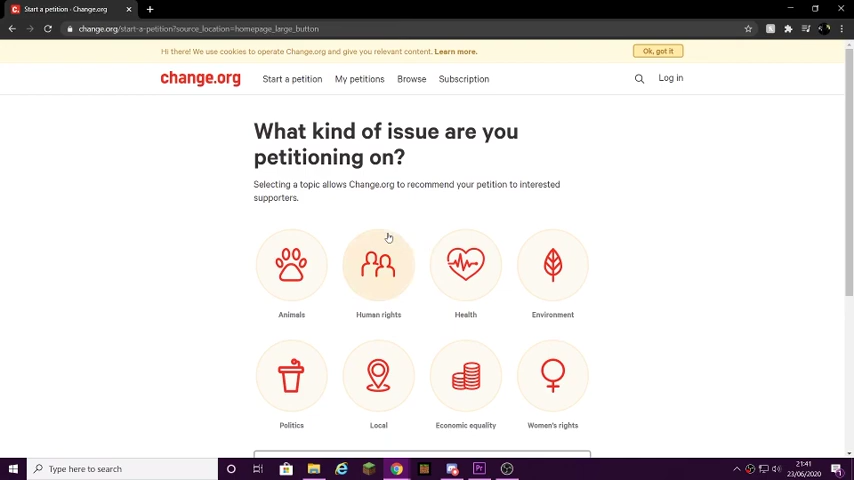 Start a petition · Change.org
change.org/start-a-petition?source_location=homepage_large_button
Hi there! We use cookies to operate Change.org and give you relevant content. Learn more.
Ok, got it
change.org
Start a petition
My petitions
Browse
Subscription
Log in
What kind of issue are you
petitioning on?
Selecting a topic allows Change.org to recommend your petition to interested
supporters.
Animals
Human rights
Health
Environment
Politics
Local
Economic equality
Women's rights
Type here to search
Pr
21:41
23/06/2020